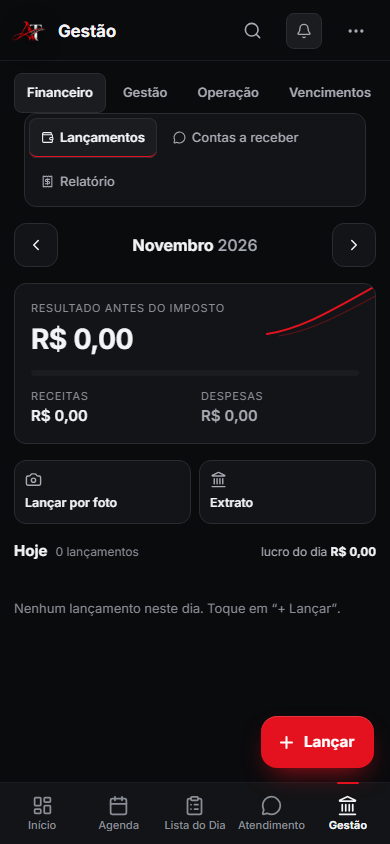 AT Gestão
Financeiro Gestão Operação Vencimentos
Lançamentos Contas a receber
Relatório
Novembro 2026
RESULTADO ANTES DO IMPOSTO
R$ 0,00
RECEITAS DESPESAS
R$ 0,00 R$ 0,00
Lançar por foto Extrato
Hoje 0 lançamentos lucro do dia R$ 0,00
Nenhum lançamento neste dia. Toque em “+ Lançar”.
+ Lançar
Início Agenda Lista do Dia Atendimento Gestão